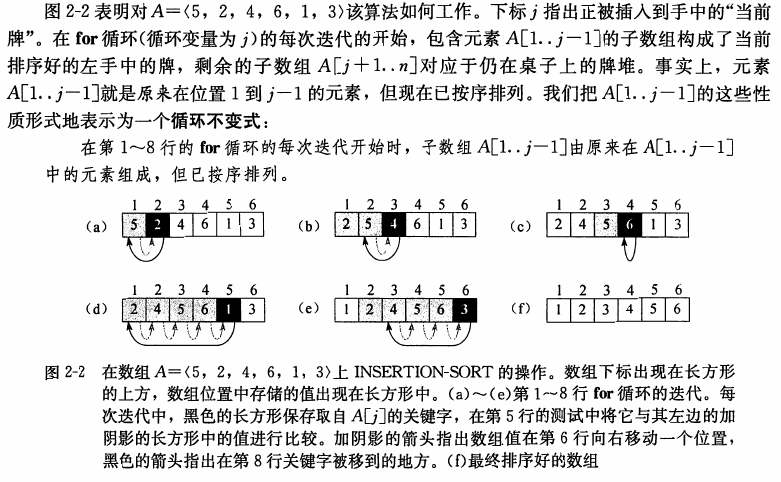 图 2-2 表明对 A=〈5，2，4，6，1，3〉该算法如何工作。下标 j 指出正被插入到手中的“当前
牌”。在 for 循环(循环变量为 j)的每次迭代的开始，包含元素 A[1..j-1]的子数组构成了当前
排序好的左手中的牌，剩余的子数组 A[j+1..n]对应于仍在桌子上的牌堆。事实上，元素
A[1..j-1]就是原来在位置 1 到 j-1 的元素，但现在已按序排列。我们把 A[1..j-1]的这些性
质形式地表示为一个循环不变式：
在第 1~8 行的 for 循环的每次迭代开始时，子数组 A[1..j-1]由原来在 A[1..j-1]
中的元素组成，但已按序排列。
1 2 3 4 5 6
(a) 5 2 4 6 1 3
1 2 3 4 5 6
(b) 2 5 4 6 1 3
1 2 3 4 5 6
(c) 2 4 5 6 1 3
1 2 3 4 5 6
(d) 2 4 5 6 1 3
1 2 3 4 5 6
(e) 1 2 4 5 6 3
1 2 3 4 5 6
(f) 1 2 3 4 5 6
图 2-2 在数组 A=〈5，2，4，6，1，3〉上 INSERTION-SORT 的操作。数组下标出现在长方形
的上方，数组位置中存储的值出现在长方形中。(a)~(e)第 1~8 行 for 循环的迭代。每
次迭代中，黑色的长方形保存取自 A[j]的关键字，在第 5 行的测试中将它与其左边的加
阴影的长方形中的值进行比较。加阴影的箭头指出数组值在第 6 行向右移动一个位置，
黑色的箭头指出在第 8 行关键字被移到的地方。(f)最终排序好的数组